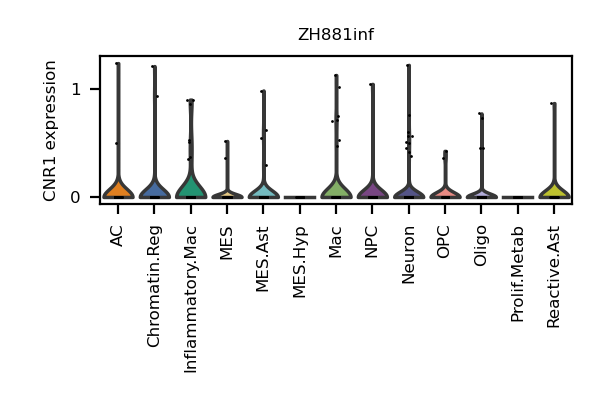 ZH881inf
CNR1 expression
1
0
AC
Chromatin.Reg
Inflammatory.Mac
MES
MES.Ast
MES.Hyp
Mac
NPC
Neuron
OPC
Oligo
Prolif.Metab
Reactive.Ast